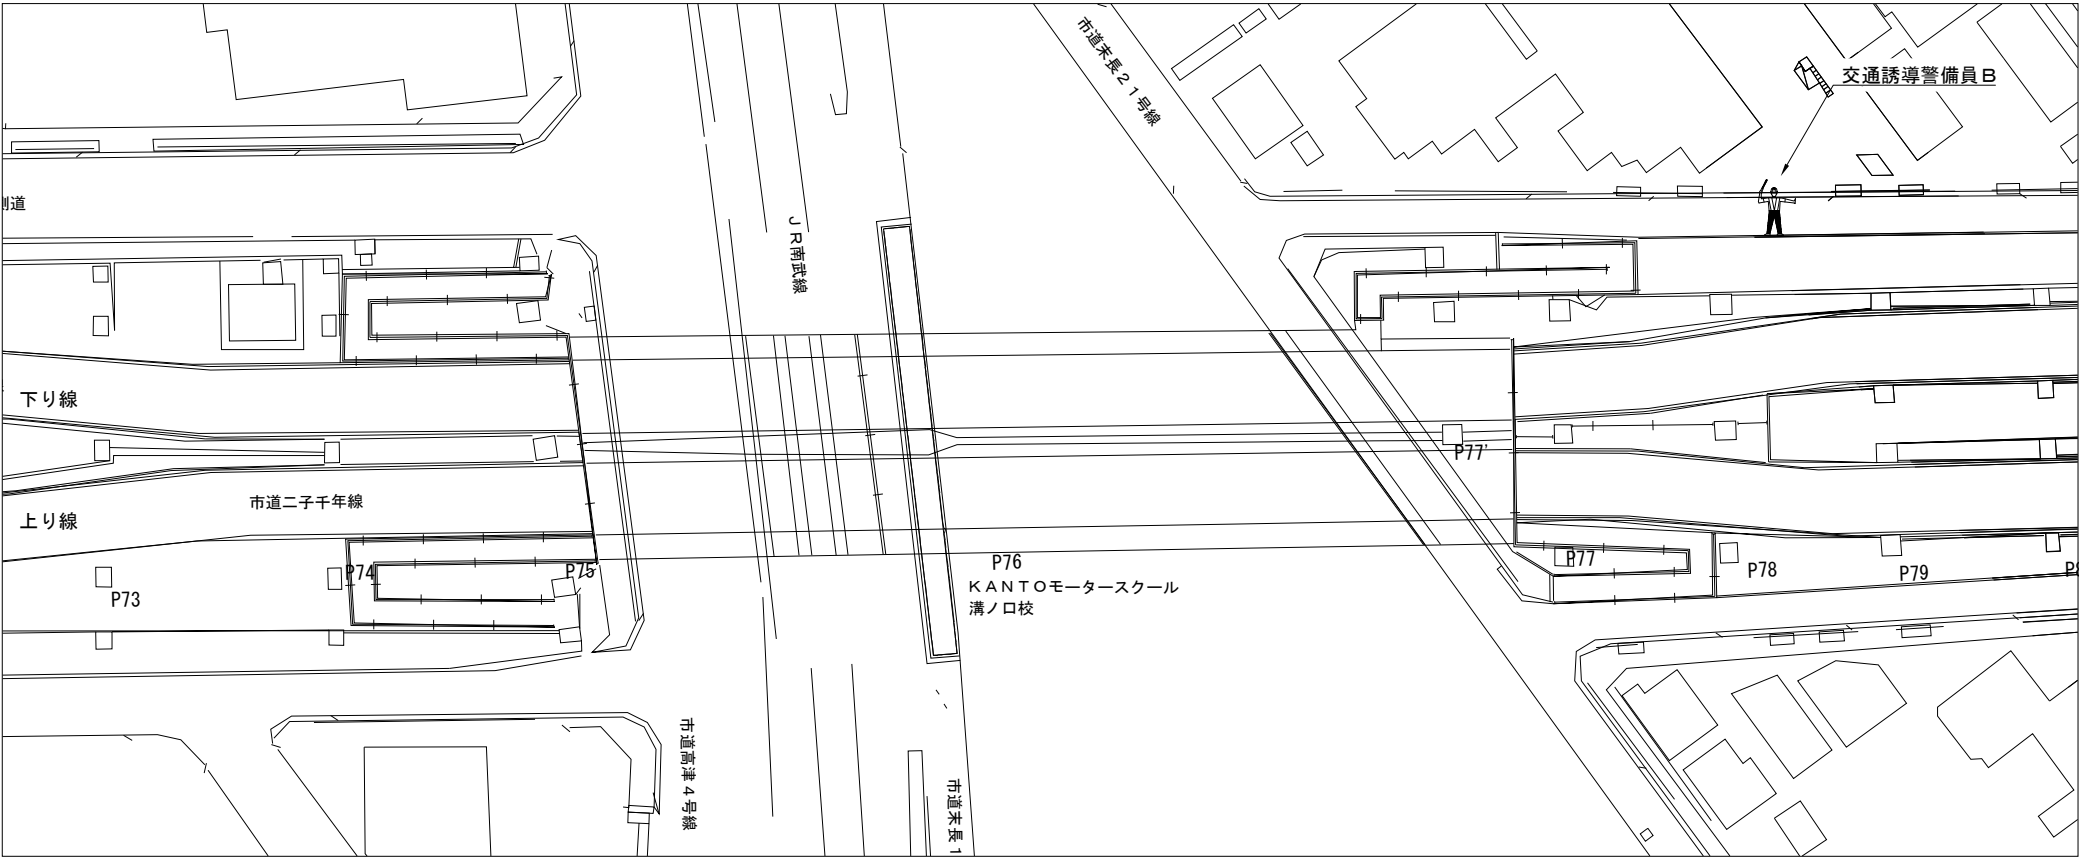 市道末長２１号線
交通誘導警備員Ｂ
側道
ＪＲ南武線
下り線
P77'
市道二子千年線
上り線
P76
P77
P74
P75
P78
P79
P73
ＫＡＮＴＯモータースクール
溝ノ口校
市道高津４号線
市道末長１